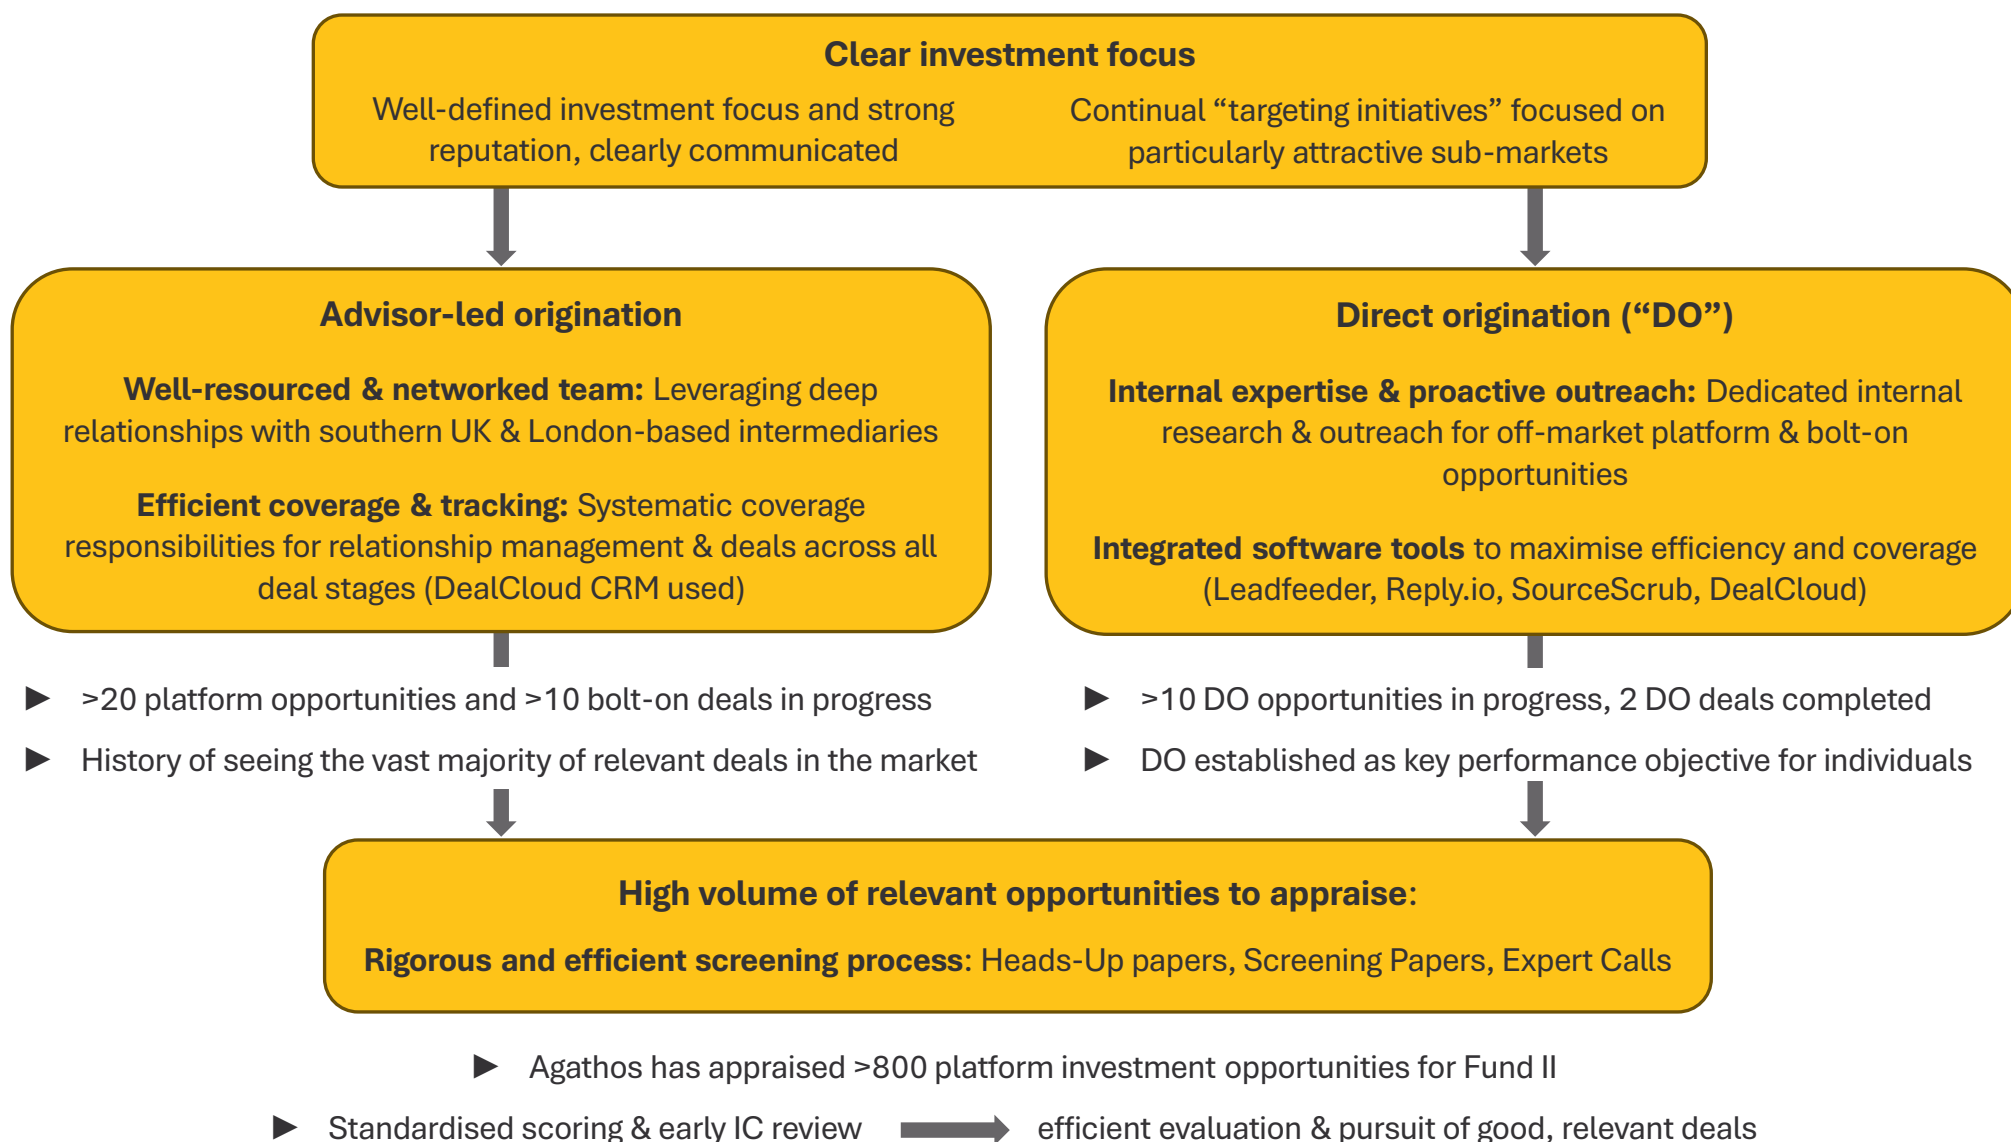 Clear investment focus
Well-defined investment focus and strong
reputation, clearly communicated
Continual “targeting initiatives” focused on
particularly attractive sub-markets
Advisor-led origination
Well-resourced & networked team: Leveraging deep
relationships with southern UK & London-based intermediaries
Efficient coverage & tracking: Systematic coverage
responsibilities for relationship management & deals across all
deal stages (DealCloud CRM used)
Direct origination (“DO”)
Internal expertise & proactive outreach: Dedicated internal
research & outreach for off-market platform & bolt-on
opportunities
Integrated software tools to maximise efficiency and coverage
(Leadfeeder, Reply.io, SourceScrub, DealCloud)
► >20 platform opportunities and >10 bolt-on deals in progress
► History of seeing the vast majority of relevant deals in the market
► >10 DO opportunities in progress, 2 DO deals completed
► DO established as key performance objective for individuals
High volume of relevant opportunities to appraise:
Rigorous and efficient screening process: Heads-Up papers, Screening Papers, Expert Calls
► Agathos has appraised >800 platform investment opportunities for Fund II
► Standardised scoring & early IC review efficient evaluation & pursuit of good, relevant deals